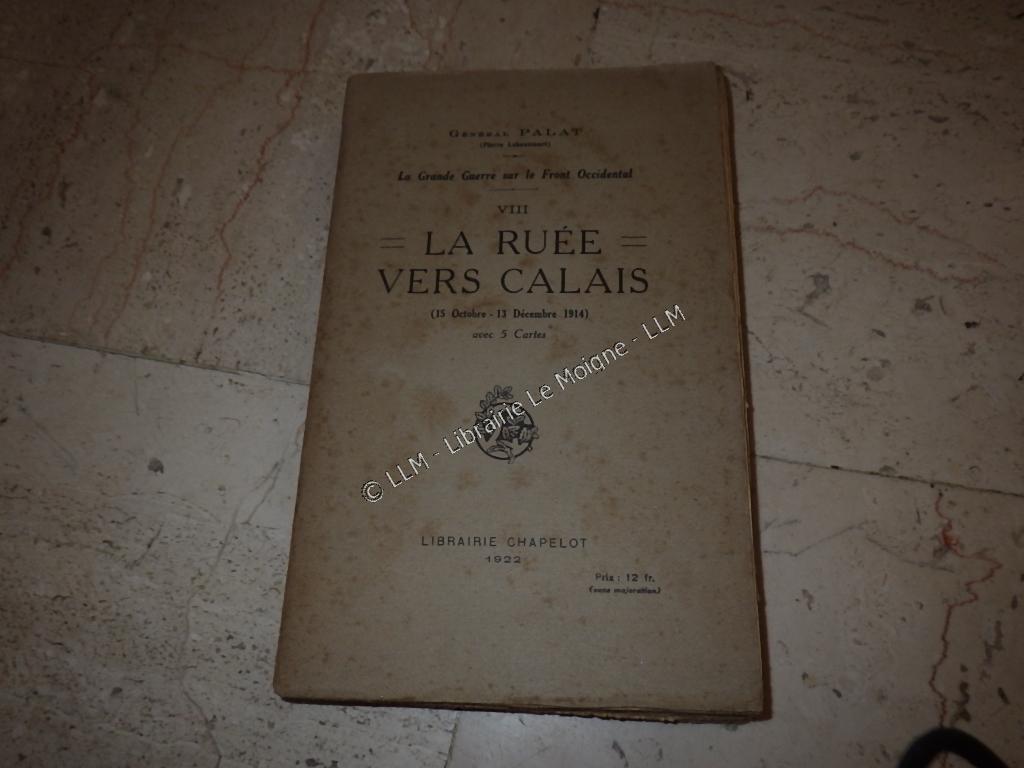 GÉNÉRAL PALAT
(Pierre Lehautcourt)
La Grande Guerre sur le Front Occidental
VIII
= LA RUÉE =
VERS CALAIS
(15 Octobre - 13 Décembre 1914)
avec 5 Cartes
© LLM - Librairie Le Moigne - LLM
LIBRAIRIE CHAPELOT
1922
Prix : 12 fr.
(sans majoration)